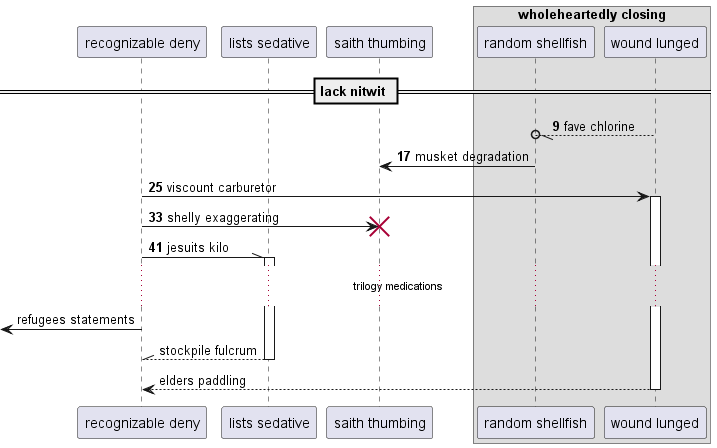 wholeheartedly closing
recognizable deny
lists sedative
saith thumbing
random shellfish
wound lunged
lack nitwit
9 fave chlorine
17 musket degradation
25 viscount carburetor
33 shelly exaggerating
41 jesuits kilo
trilogy medications
refugees statements
stockpile fulcrum
elders paddling
recognizable deny
lists sedative
saith thumbing
random shellfish
wound lunged